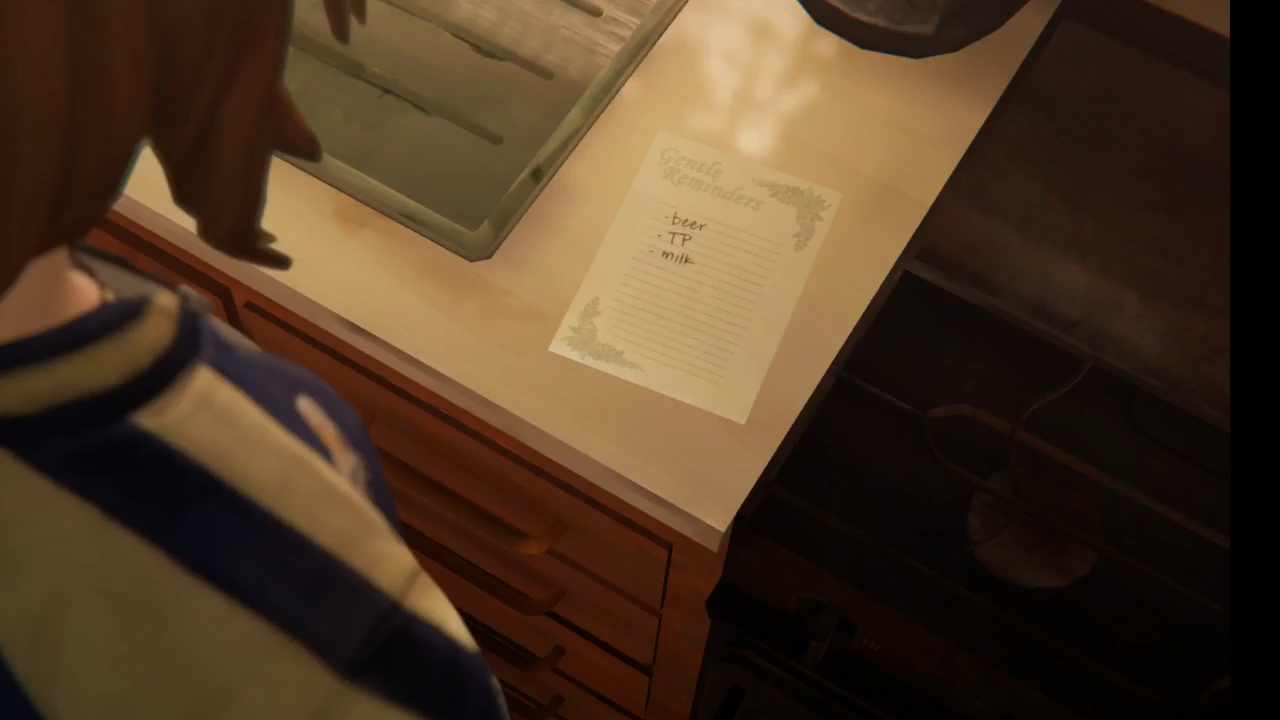 Gentle
Reminders
- beer
- TP
- milk